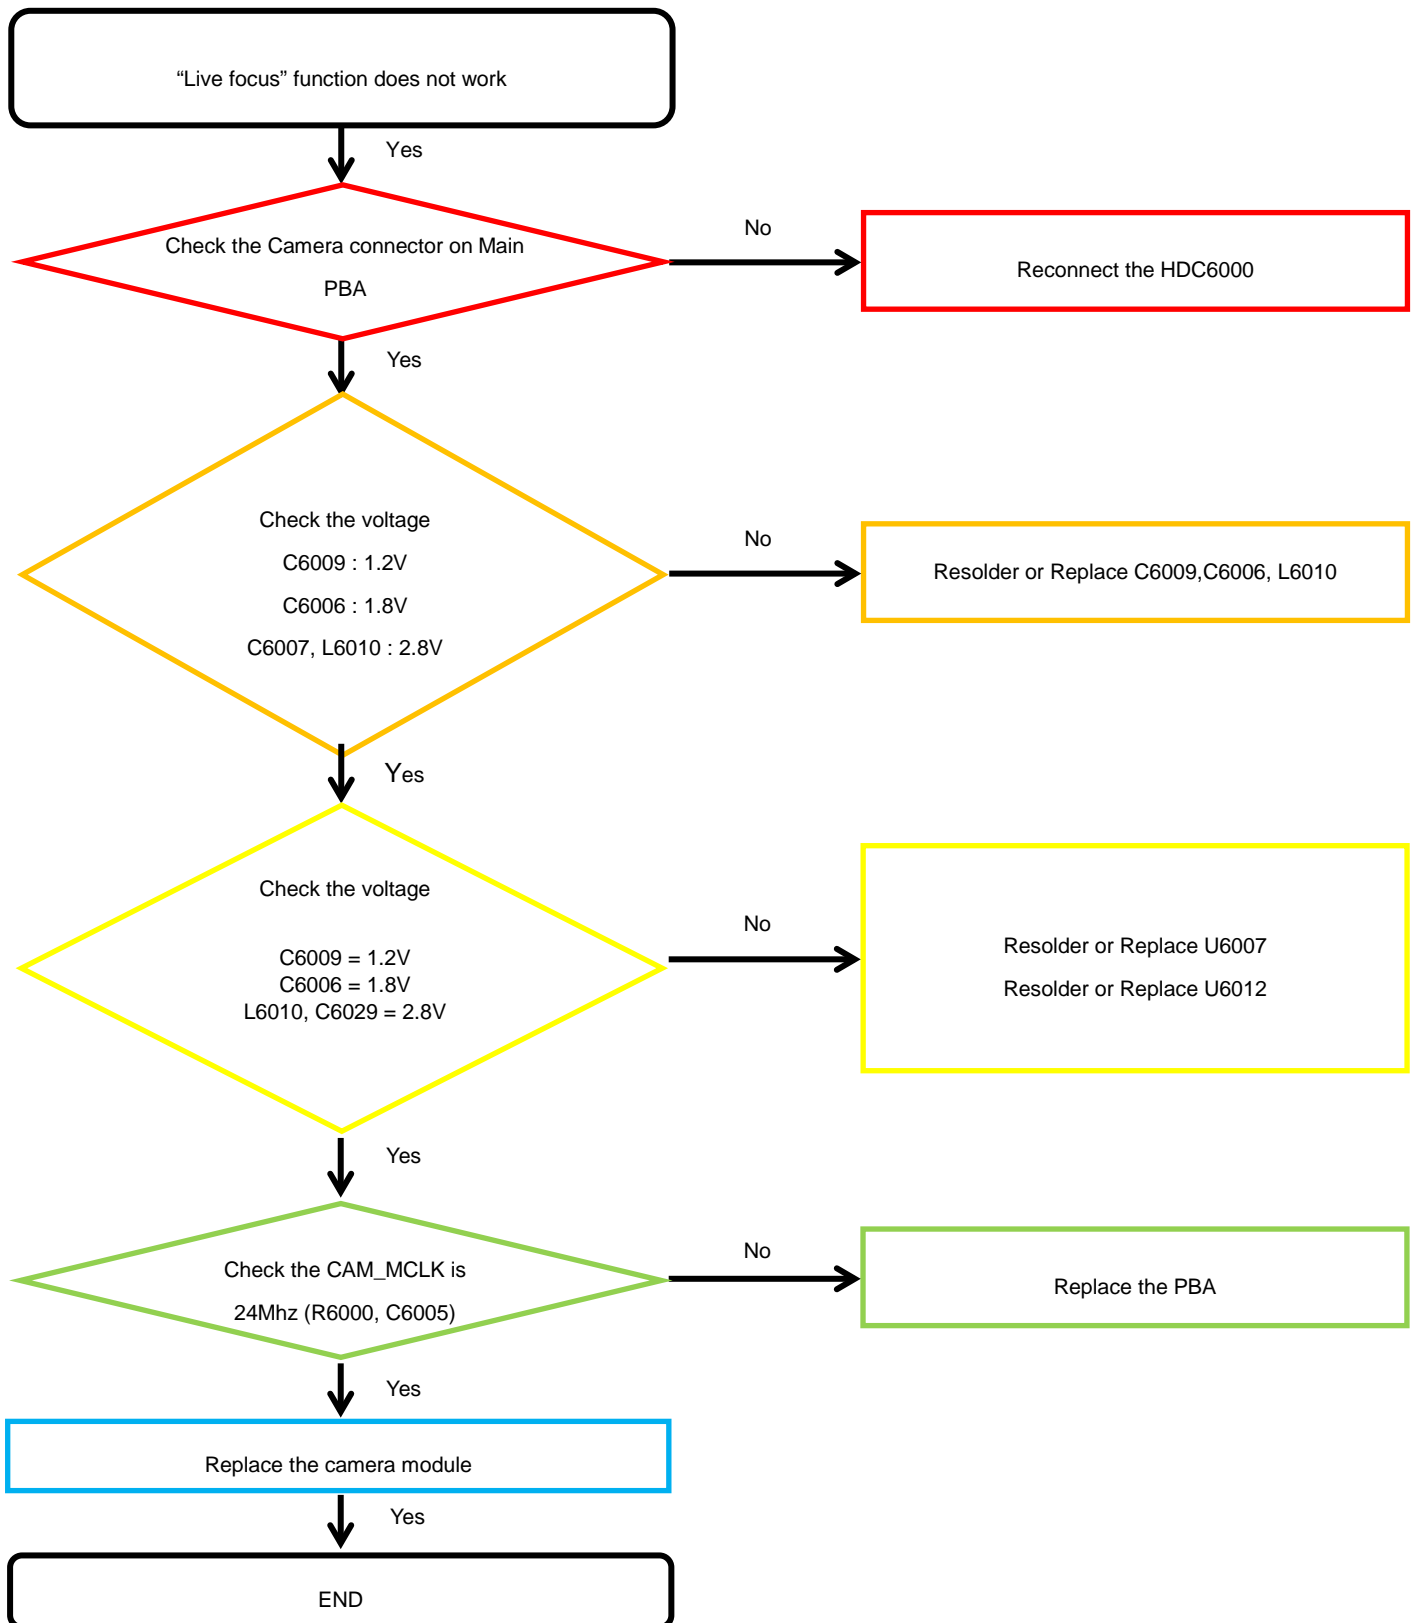 “Live focus” function does not work
Yes
Check the Camera connector on Main
PBA
No
Reconnect the HDC6000
Yes
Check the voltage
C6009 : 1.2V
C6006 : 1.8V
C6007, L6010 : 2.8V
No
Resolder or Replace C6009,C6006, L6010
Yes
Check the voltage
C6009 = 1.2V
C6006 = 1.8V
L6010, C6029 = 2.8V
No
Resolder or Replace U6007
Resolder or Replace U6012
Yes
Check the CAM_MCLK is
24Mhz (R6000, C6005)
No
Replace the PBA
Yes
Replace the camera module
Yes
END